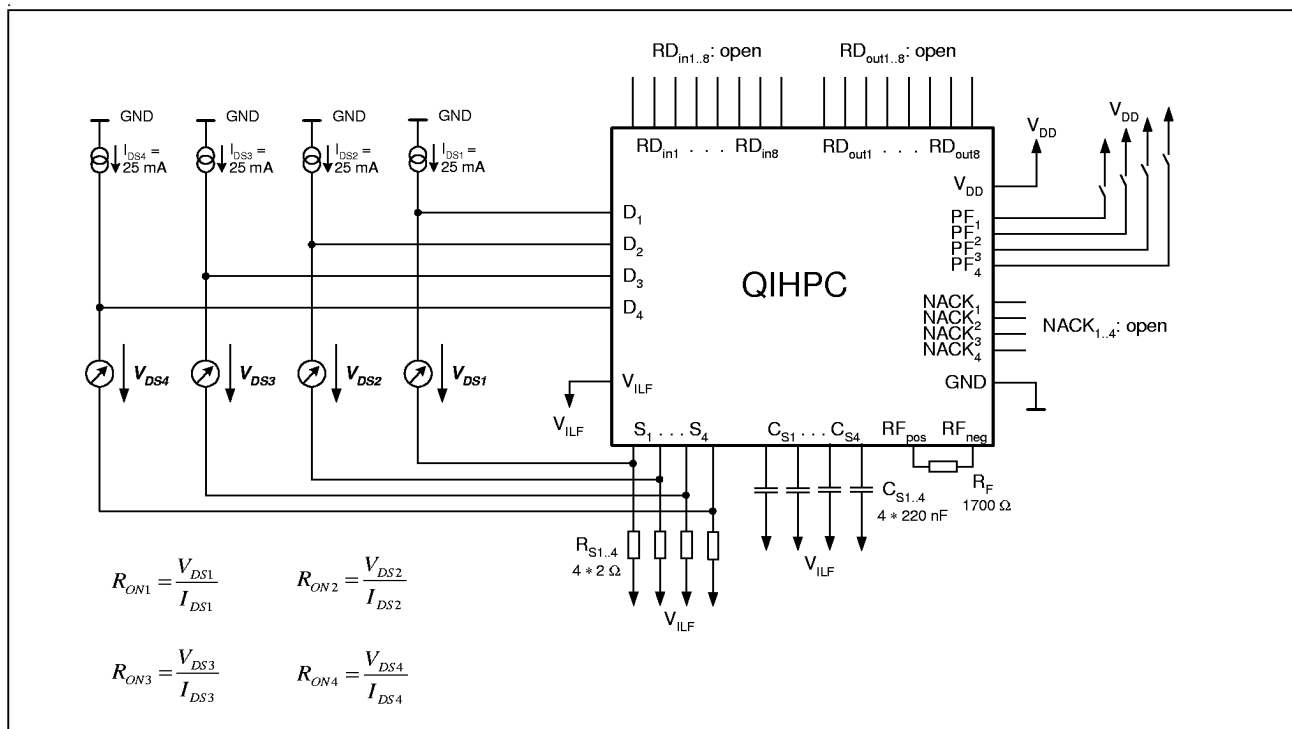 RD_in1..8: open RD_out1..8: open
GND GND GND GND
I_DS4 = 25 mA
I_DS3 = 25 mA
I_DS2 = 25 mA
I_DS1 = 25 mA
RD_in1 . . . RD_in8 RD_out1 . . . RD_out8
V_DD
V_DD
V_DD
D_1
D_2
D_3
D_4
PF_1
PF_2
PF_3
PF_4
QIHPC
NACK_1
NACK_2
NACK_3
NACK_4
NACK_1..4: open
V_DS4 V_DS3 V_DS2 V_DS1
V_ILF
V_ILF
GND
S_1 . . . S_4 C_S1 . . . C_S4 RF_pos RF_neg
R_F
1700 Ω
C_S1..4
4 * 220 nF
R_S1..4
4 * 2 Ω
V_ILF
V_ILF
R_ON1 = V_DS1 / I_DS1 R_ON2 = V_DS2 / I_DS2
R_ON3 = V_DS3 / I_DS3 R_ON4 = V_DS4 / I_DS4